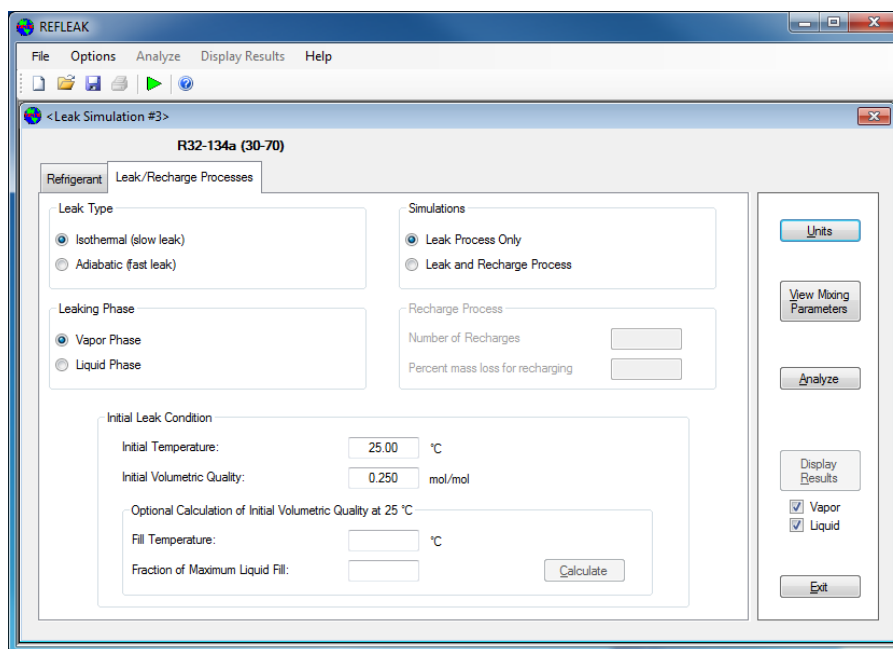 REFLEAK
File Options Analyze Display Results Help
<Leak Simulation #3>
R32-134a (30-70)
Refrigerant Leak/Recharge Processes
Leak Type
Isothermal (slow leak)
Adiabatic (fast leak)
Simulations
Leak Process Only
Leak and Recharge Process
Leaking Phase
Vapor Phase
Liquid Phase
Recharge Process
Number of Recharges
Percent mass loss for recharging
Initial Leak Condition
Initial Temperature: 25.00 °C
Initial Volumetric Quality: 0.250 mol/mol
Optional Calculation of Initial Volumetric Quality at 25 °C
Fill Temperature: °C
Fraction of Maximum Liquid Fill:
Calculate
Units
View Mixing
Parameters
Analyze
Display
Results
Vapor
Liquid
Exit